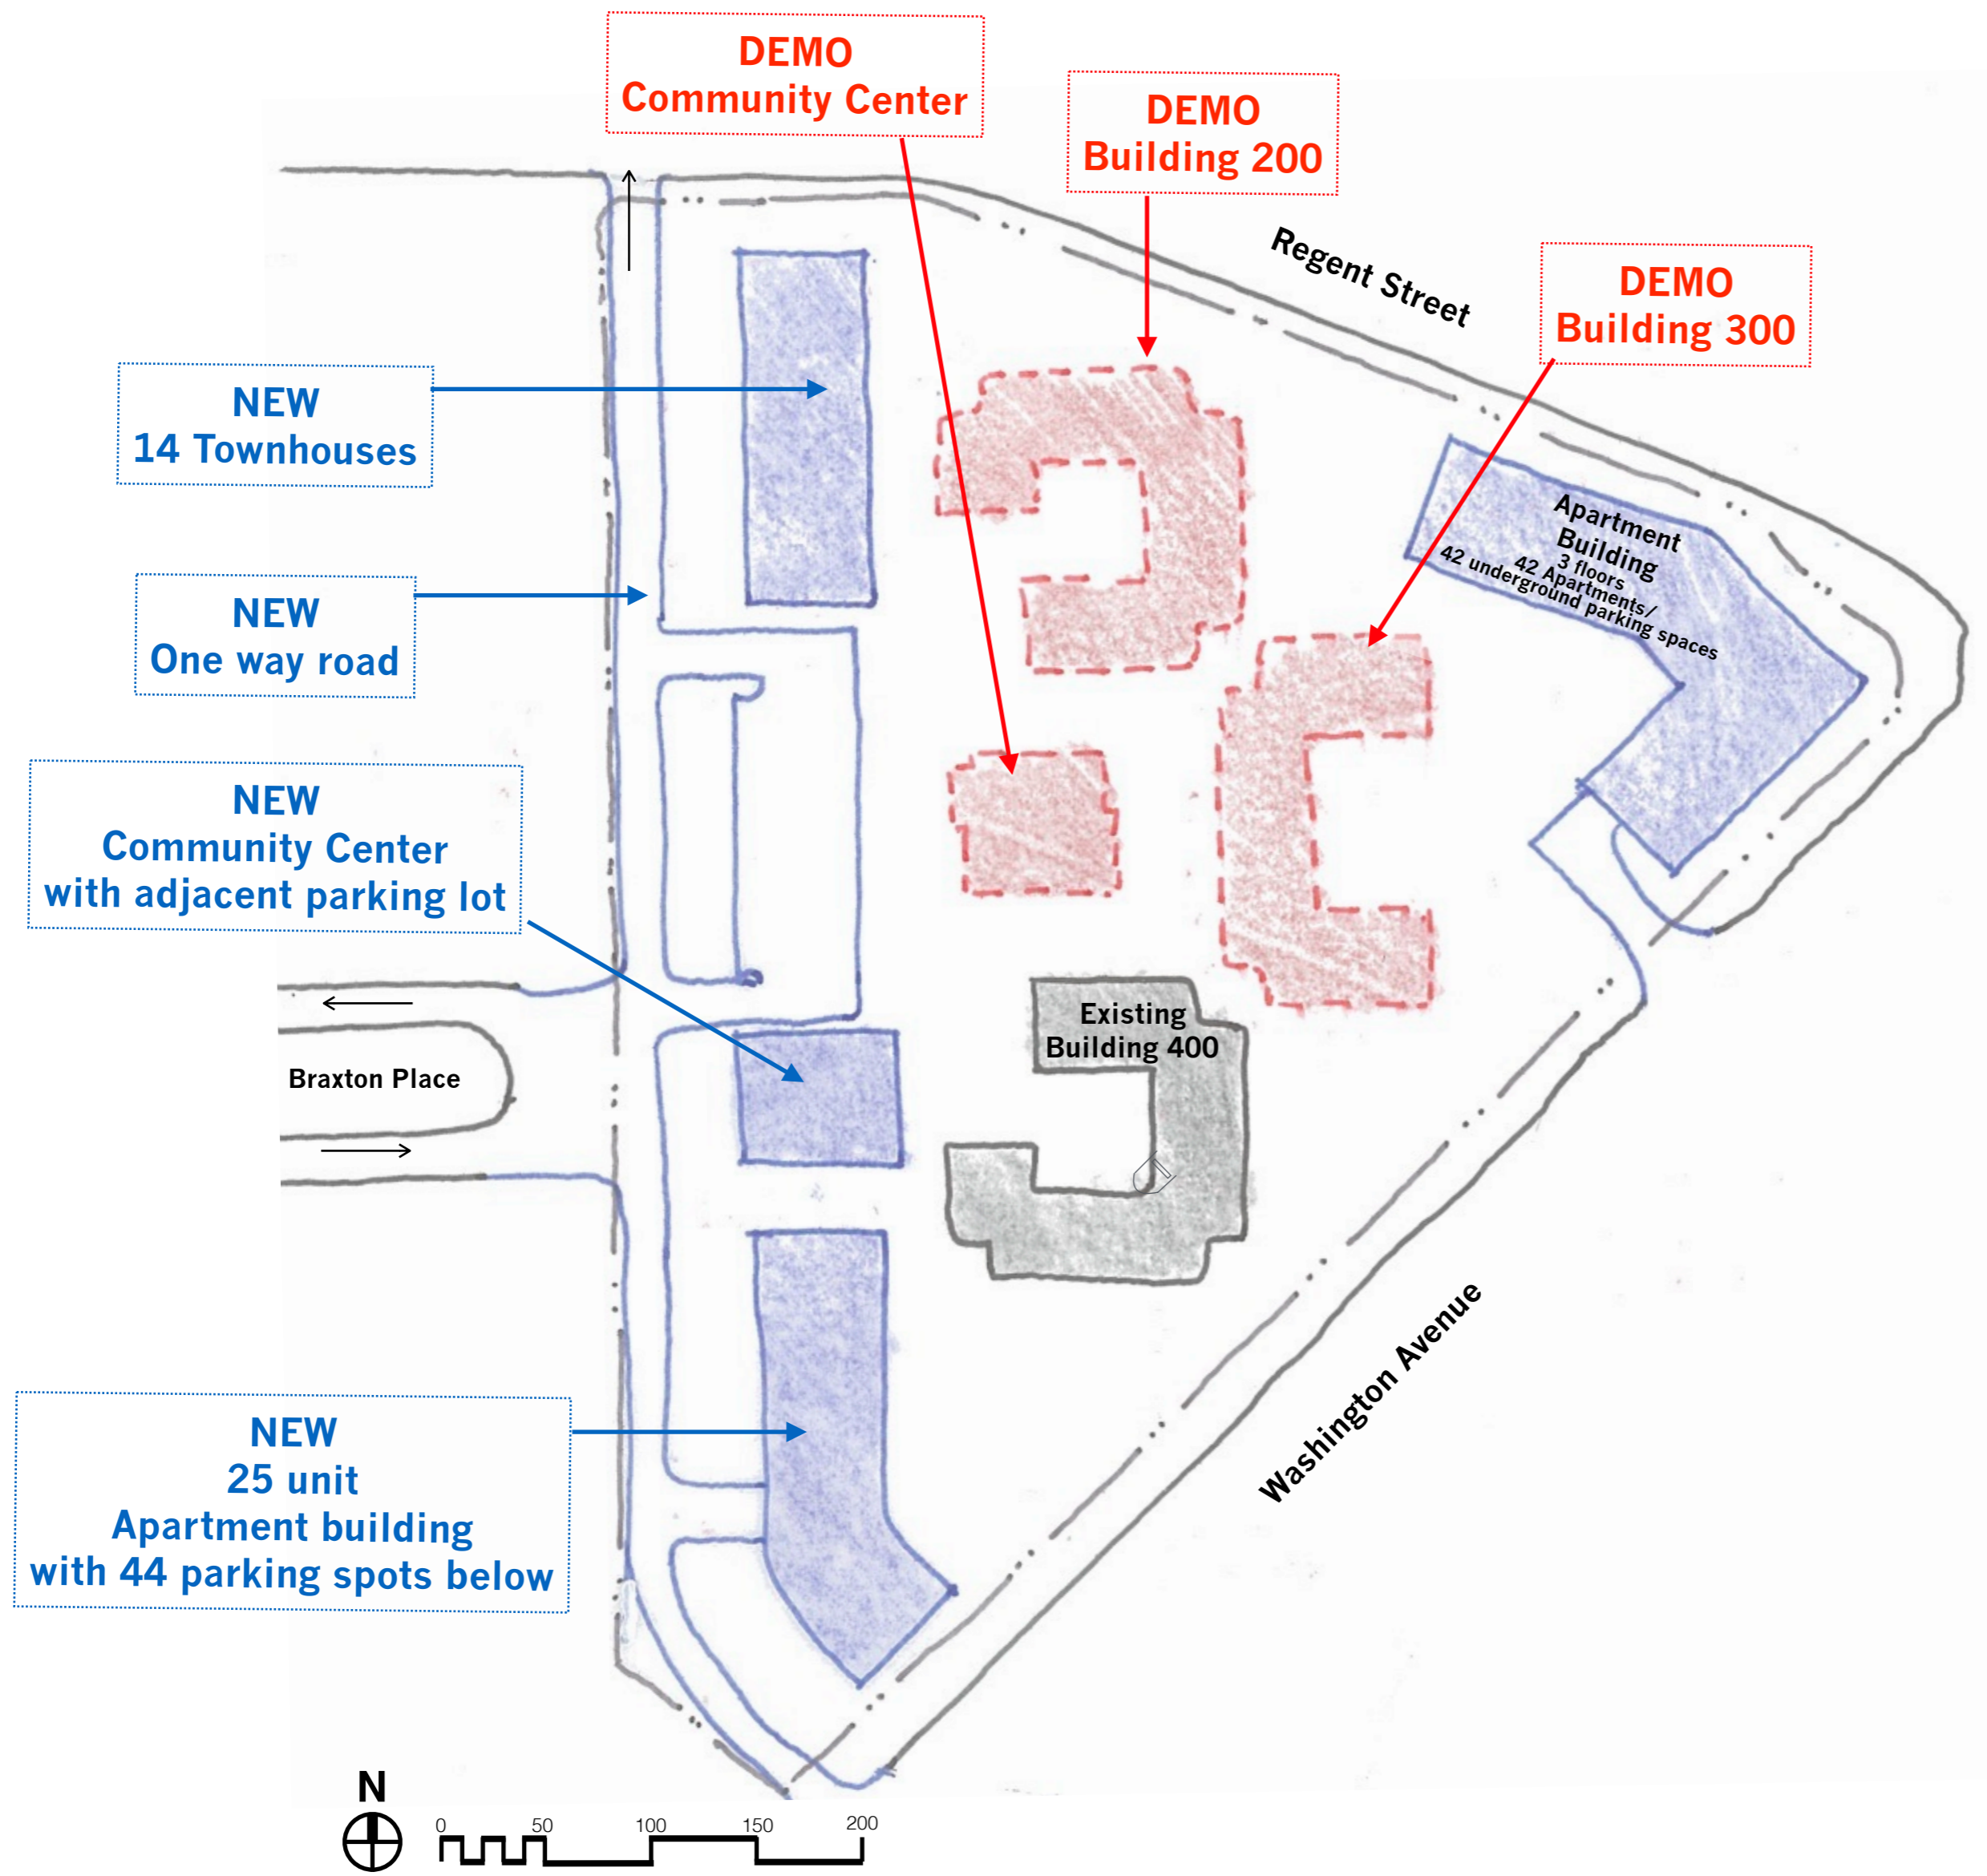 DEMO
Community Center
DEMO
Building 200
Regent Street
DEMO
Building 300
NEW
14 Townhouses
Apartment
Building
3 floors
42 Apartments/
42 underground parking spaces
NEW
One way road
NEW
Community Center
with adjacent parking lot
Existing
Building 400
Braxton Place
Washington Avenue
NEW
25 unit
Apartment building
with 44 parking spots below
N
0 50 100 150 200